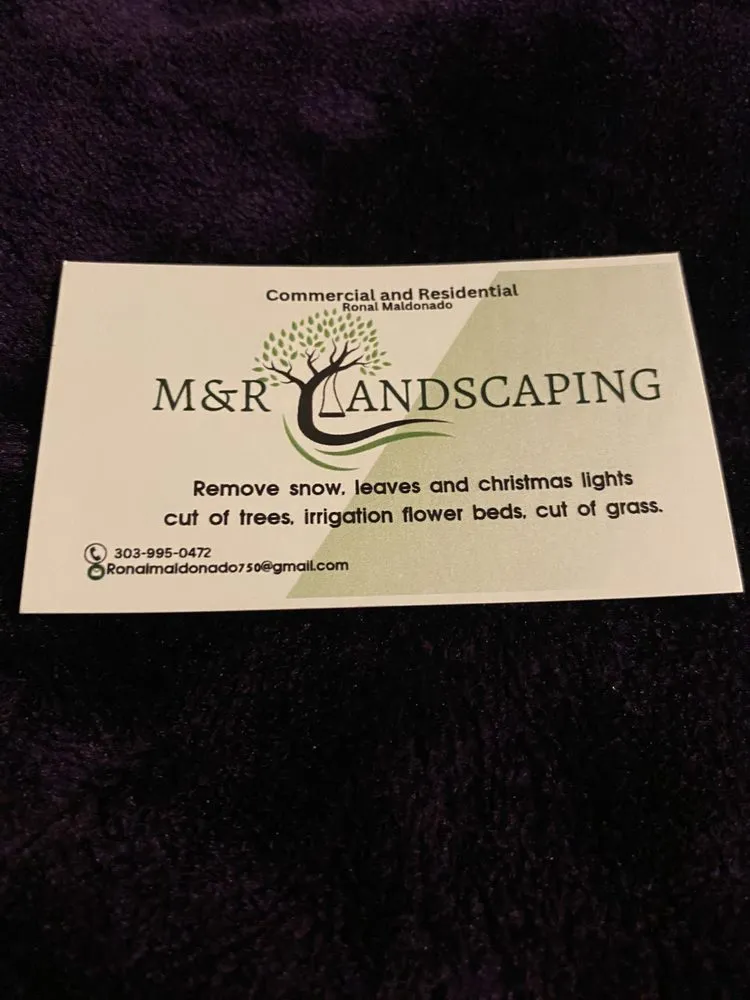 Commercial and Residential
Ronal Maldonado
M&R LANDSCAPING
Remove snow, leaves and christmas lights
cut of trees, irrigation flower beds, cut of grass.
303-995-0472
Ronalmaldonado750@gmail.com